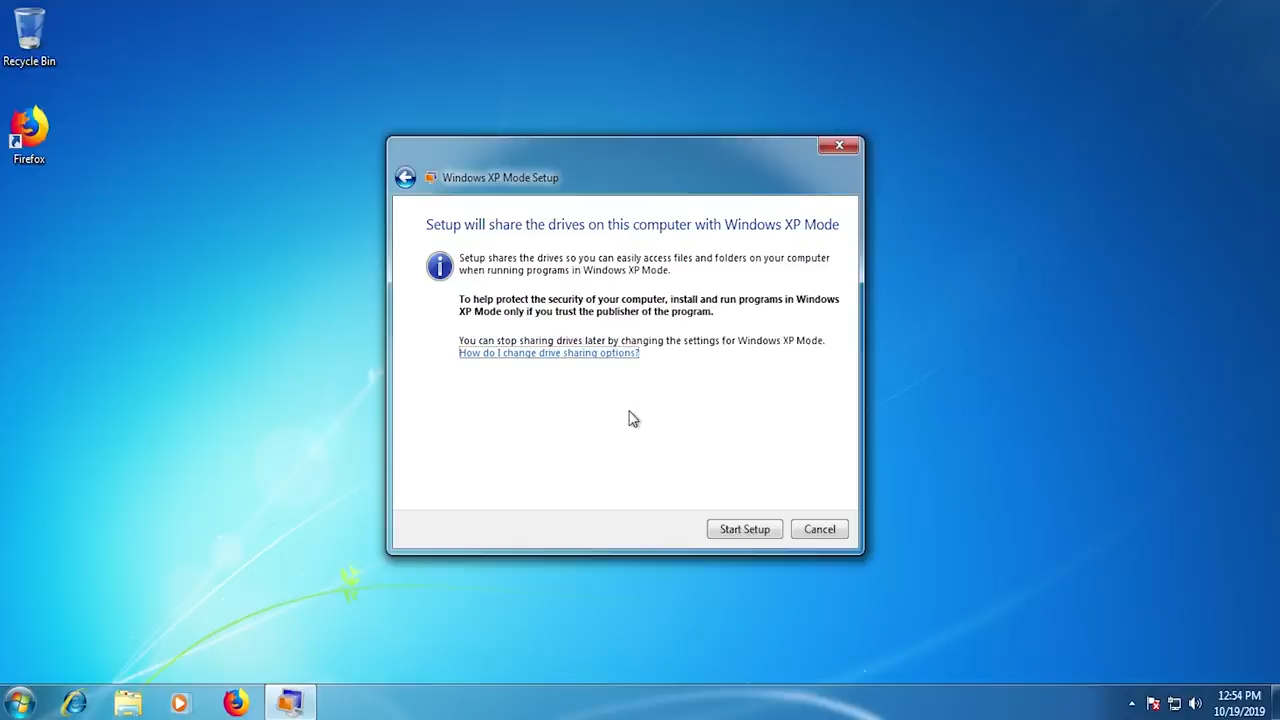 Recycle Bin
Firefox
Windows XP Mode Setup
Setup will share the drives on this computer with Windows XP Mode
Setup shares the drives so you can easily access files and folders on your computer
when running programs in Windows XP Mode.
To help protect the security of your computer, install and run programs in Windows
XP Mode only if you trust the publisher of the program.
You can stop sharing drives later by changing the settings for Windows XP Mode.
How do I change drive sharing options?
Start Setup
Cancel
12:54 PM
10/19/2019